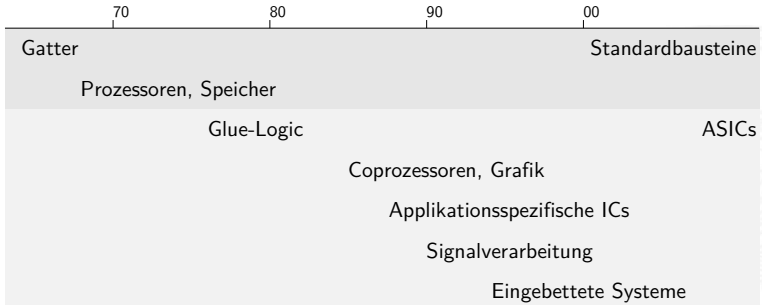 70 80 90 00
Gatter Standardbausteine
Prozessoren, Speicher
Glue-Logic ASICs
Coprozessoren, Grafik
Applikationsspezifische ICs
Signalverarbeitung
Eingebettete Systeme